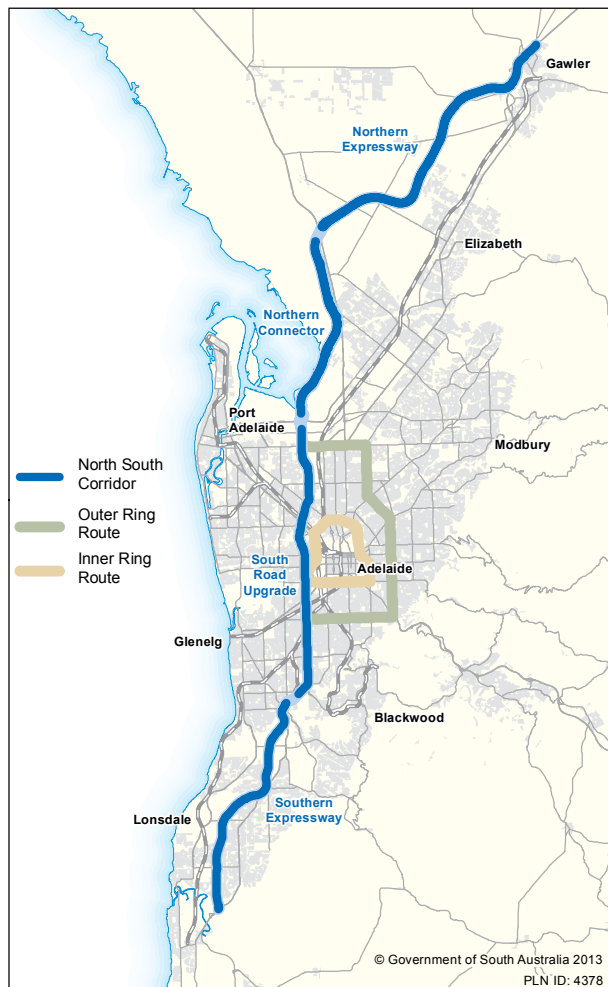 Gawler
Northern
Expressway
Elizabeth
Northern
Connector
Port
Adelaide
Modbury
North South
Corridor
Outer Ring
Route
Inner Ring
Route
South
Road
Upgrade
Adelaide
Glenelg
Blackwood
Lonsdale
Southern
Expressway
© Government of South Australia 2013
PLN ID: 4378